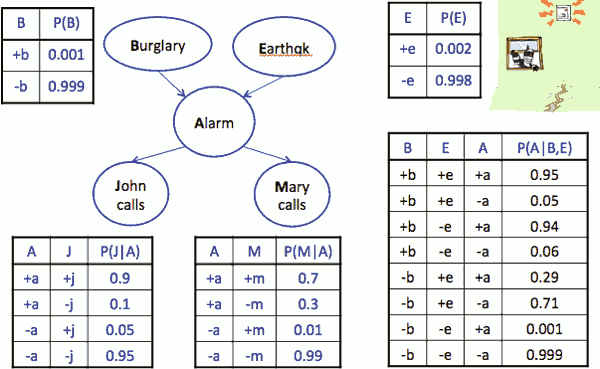 B P(B)
+b 0.001
-b 0.999
Burglary
Earthqk
E P(E)
+e 0.002
-e 0.998
Alarm
John
calls
Mary
calls
A J P(J|A)
+a +j 0.9
+a -j 0.1
-a +j 0.05
-a -j 0.95
A M P(M|A)
+a +m 0.7
+a -m 0.3
-a +m 0.01
-a -m 0.99
B E A P(A|B,E)
+b +e +a 0.95
+b +e -a 0.05
+b -e +a 0.94
+b -e -a 0.06
-b +e +a 0.29
-b +e -a 0.71
-b -e +a 0.001
-b -e -a 0.999